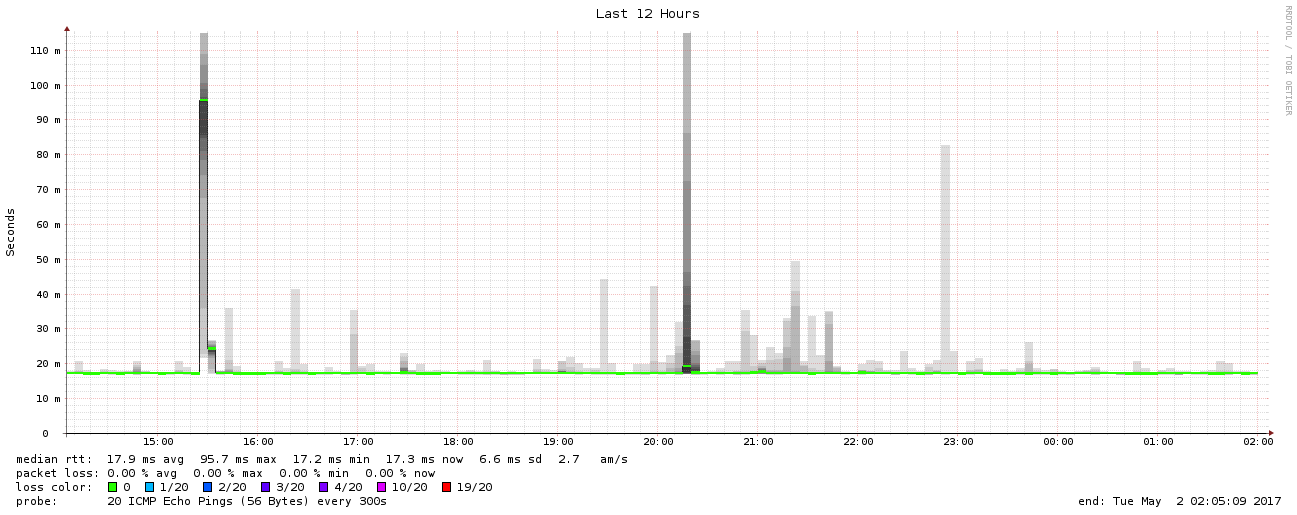 Last 12 Hours
RRDTOOL / TOBI OETIKER
Seconds
110 m
100 m
90 m
80 m
70 m
60 m
50 m
40 m
30 m
20 m
10 m
0
15:00 16:00 17:00 18:00 19:00 20:00 21:00 22:00 23:00 00:00 01:00 02:00
median rtt: 17.9 ms avg 95.7 ms max 17.2 ms min 17.3 ms now 6.6 ms sd 2.7 am/s
packet loss: 0.00 % avg 0.00 % max 0.00 % min 0.00 % now
loss color: 0 1/20 2/20 3/20 4/20 10/20 19/20
probe: 20 ICMP Echo Pings (56 Bytes) every 300s end: Tue May 2 02:05:09 2017